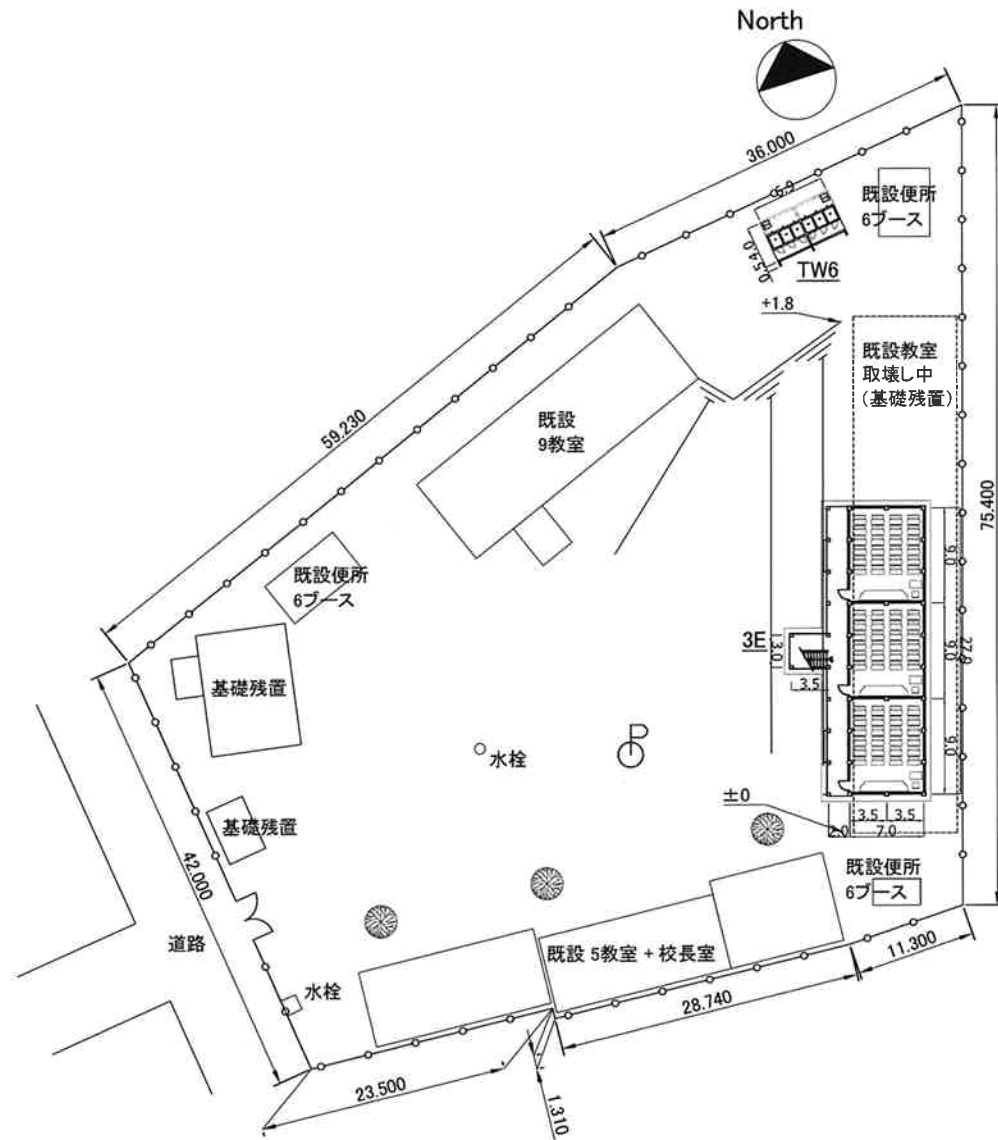 North
36.000
既設便所
6ブース
6.9
0.54.0
TW6
+1.8
既設教室
取壊し中
(基礎残置)
59.230
既設
9教室
75.400
既設便所
6ブース
9.0
3E
3.0
9.0
27.0
3.5
基礎残置
水栓
9.0
±0
3.5
3.5
2.0
7.0
基礎残置
既設便所
6ブース
42.000
道路
既設 5教室 + 校長室
11.300
水栓
28.740
23.500
1.310